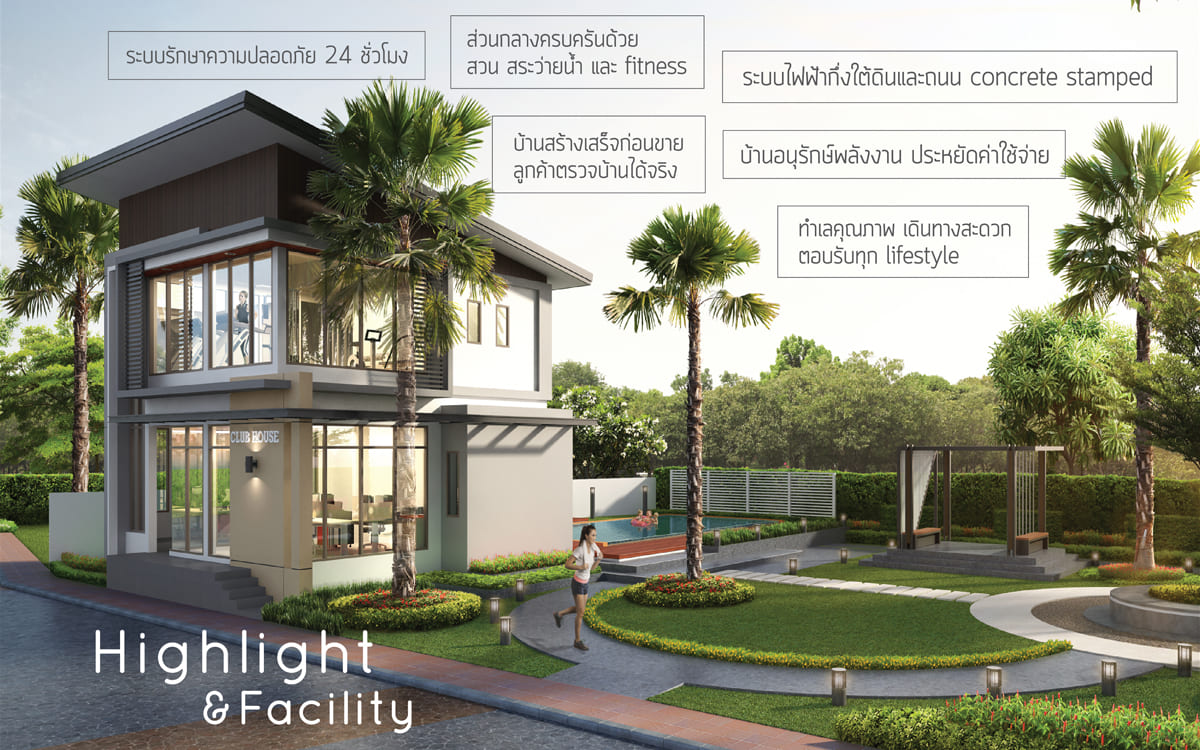 ระบบรักษาความปลอดภัย 24 ชั่วโมง
ส่วนกลางครบครันด้วย
สวน สระว่ายน้ำ และ fitness
ระบบไฟฟ้ากึ่งใต้ดินและถนน concrete stamped
บ้านสร้างเสร็จก่อนขาย
ลูกค้าตรวจบ้านได้จริง
บ้านอนุรักษ์พลังงาน ประหยัดค่าใช้จ่าย
ทำเลคุณภาพ เดินทางสะดวก
ตอบรับทุก lifestyle
CLUB HOUSE
Highlight
& Facility